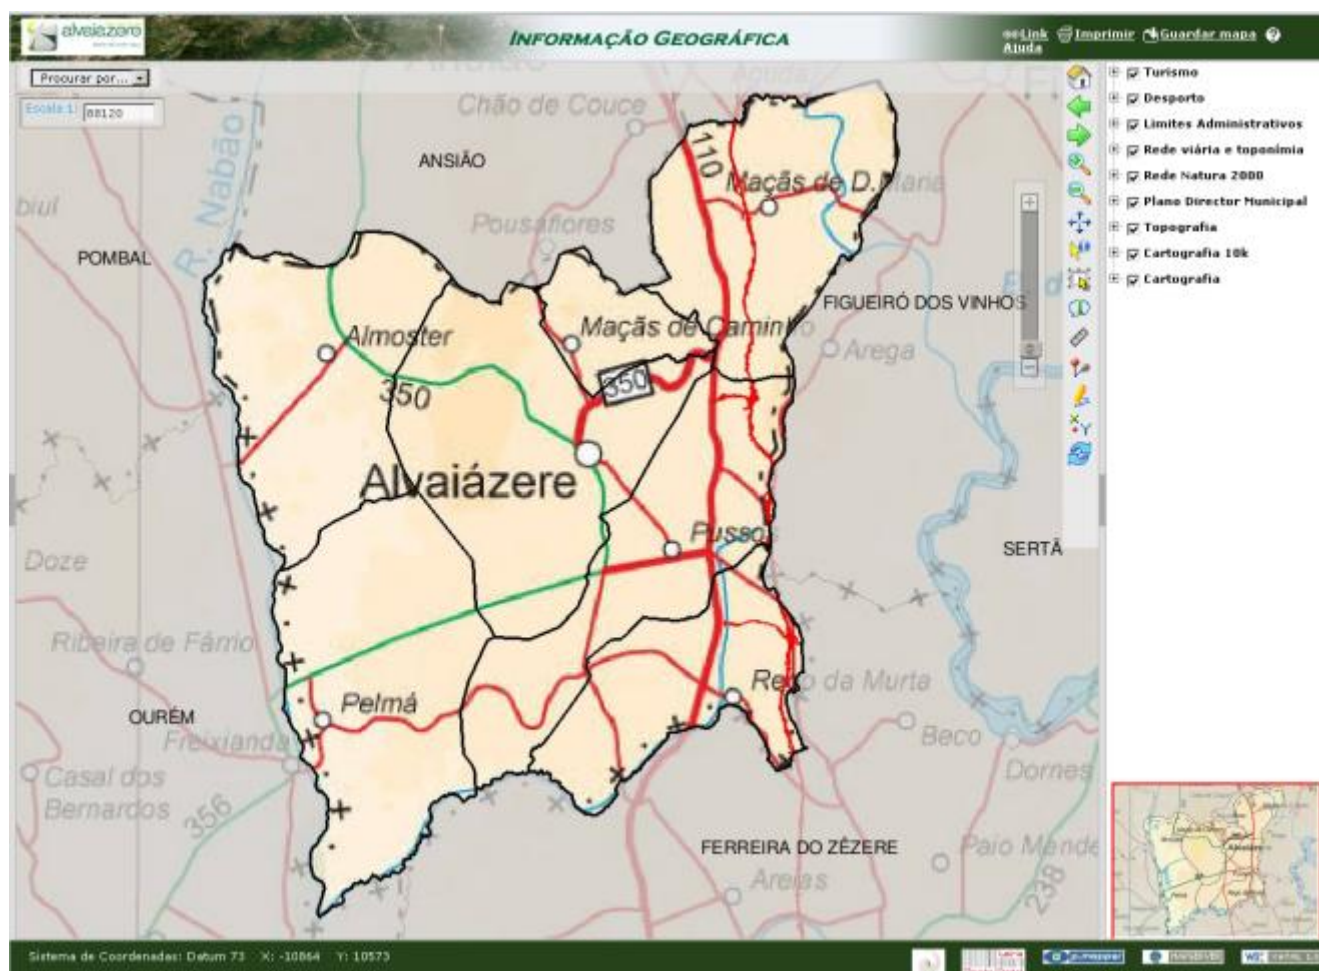 alvaiázere
INFORMAÇÃO GEOGRÁFICA
Link Imprimir Guardar mapa
Ajuda
Procurar por...
Escala 1: 88120
Turismo
Desporto
Limites Administrativos
Rede viária e toponímia
Rede Natura 2000
Plano Director Municipal
Topografia
Cartografia 10k
Cartografia
Chão de Couce
ANSIÃO
110
Maçãs de D. Maria
R. Nabão
biul
Pousaflores
POMBAL
FIGUEIRÓ DOS VINHOS
Almoster
Maçãs de Caminho
Arega
350
350
Alvaiázere
Pussos
SERTÃ
Doze
Ribeira de Fárrio
Pelmá
Rego da Murta
OURÉM
Freixianda
Beco
Casal dos
Bernardos
Dornes
356
FERREIRA DO ZÊZERE
Paio Mende
Areias
238
Sistema de Coordenadas: Datum 73 X: -10864 Y: 10573
p.mapper